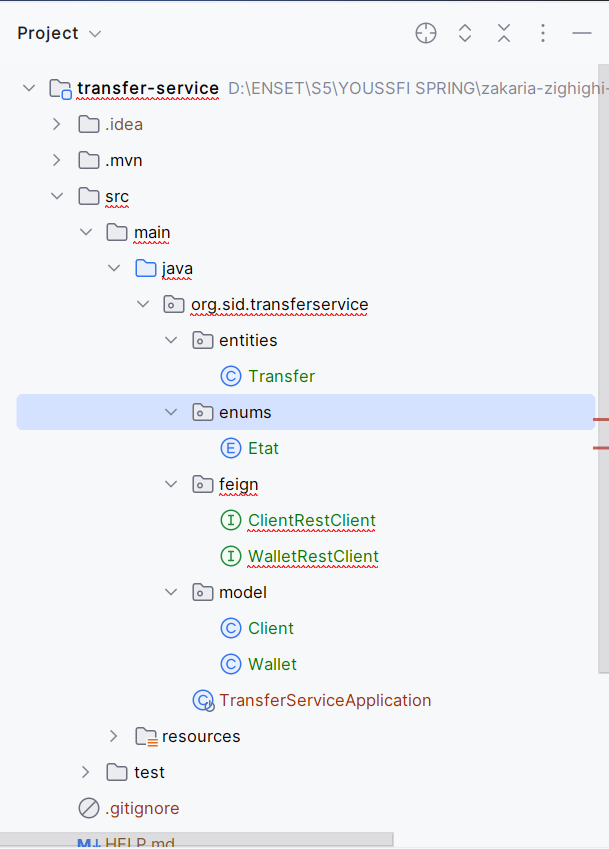 Project
transfer-service D:\ENSET\S5\YOUSSFI SPRING\zakaria-zighighi-
.idea
.mvn
src
main
java
org.sid.transferservice
entities
C Transfer
enums
E Etat
feign
I ClientRestClient
I WalletRestClient
model
C Client
C Wallet
C TransferServiceApplication
resources
test
.gitignore
M↓ HELP.md